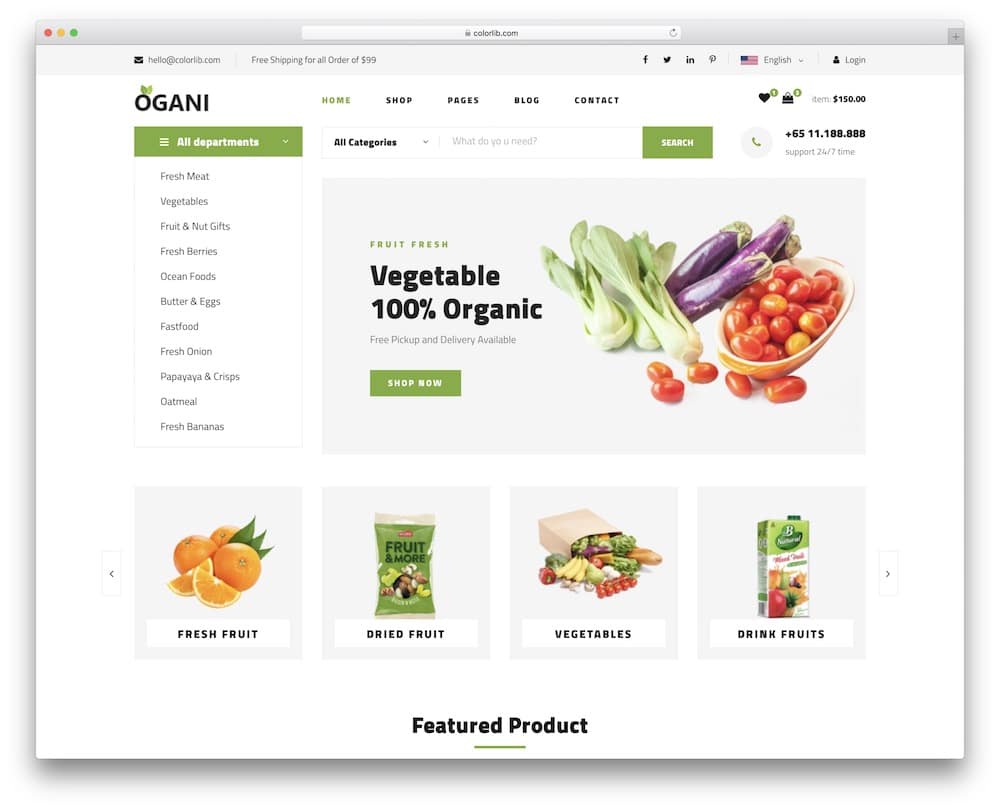 colorlib.com
hello@colorlib.com
Free Shipping for all Order of $99
English
Login
OGANI
HOME
SHOP
PAGES
BLOG
CONTACT
1
3
item: $150.00
All departments
All Categories
What do yo u need?
SEARCH
+65 11.188.888
support 24/7 time
Fresh Meat
Vegetables
Fruit & Nut Gifts
Fresh Berries
Ocean Foods
Butter & Eggs
Fastfood
Fresh Onion
Papayaya & Crisps
Oatmeal
Fresh Bananas
FRUIT FRESH
Vegetable
100% Organic
Free Pickup and Delivery Available
SHOP NOW
FRUIT
& MORE
B
Natural
Mixed Fruit
FRESH FRUIT
DRIED FRUIT
VEGETABLES
DRINK FRUITS
Featured Product